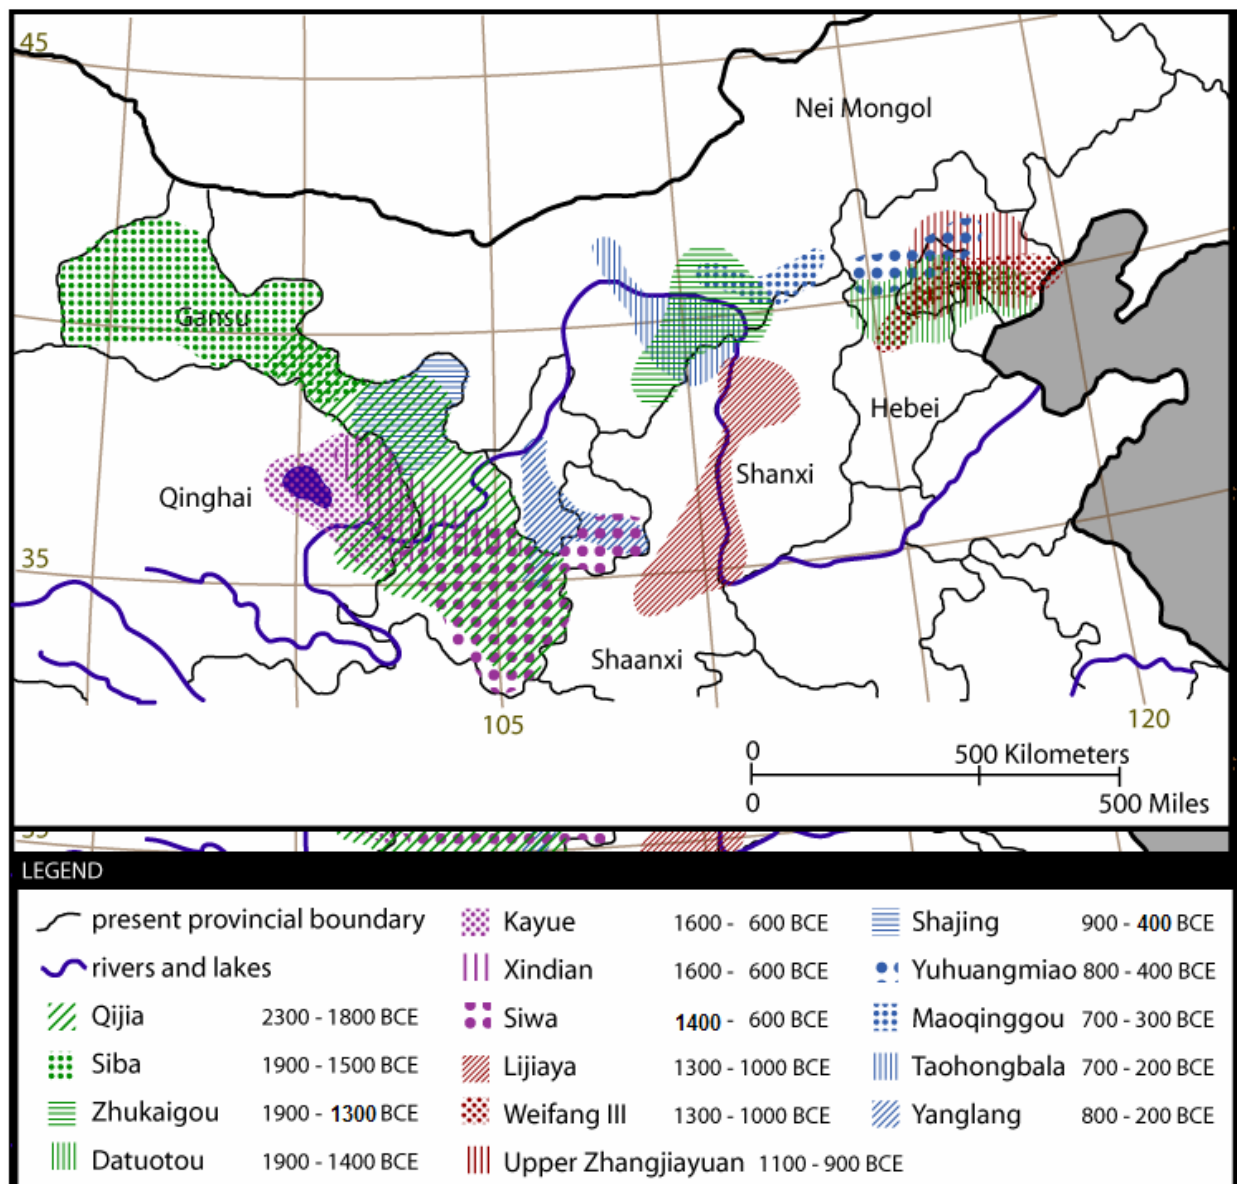 45
Nei Mongol
Gansu
Hebei
Qinghai
Shanxi
35
Shaanxi
105
120
0 500 Kilometers
0 500 Miles
35
LEGEND
present provincial boundary
rivers and lakes
Qijia 2300 - 1800 BCE
Siba 1900 - 1500 BCE
Zhukaigou 1900 - 1300 BCE
Datuotou 1900 - 1400 BCE
Kayue 1600 - 600 BCE
Xindian 1600 - 600 BCE
Siwa 1400 - 600 BCE
Lijiaya 1300 - 1000 BCE
Weifang III 1300 - 1000 BCE
Upper Zhangjiayuan 1100 - 900 BCE
Shajing 900 - 400 BCE
Yuhuangmiao 800 - 400 BCE
Maoqinggou 700 - 300 BCE
Taohongbala 700 - 200 BCE
Yanglang 800 - 200 BCE